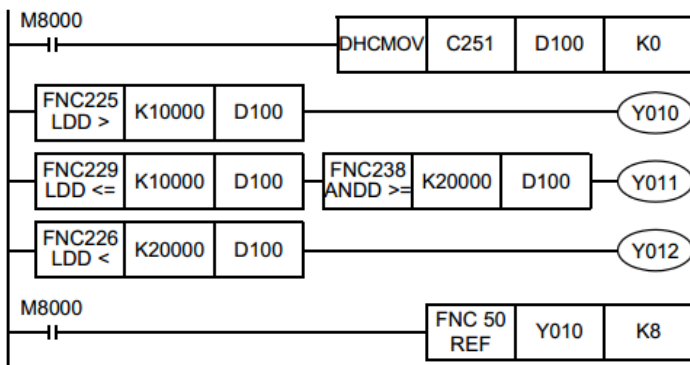 M8000
DHCMOV C251 D100 K0
FNC225
LDD > K10000 D100 Y010
FNC229
LDD <= K10000 D100 FNC238
ANDD >= K20000 D100 Y011
FNC226
LDD < K20000 D100 Y012
M8000
FNC 50
REF Y010 K8